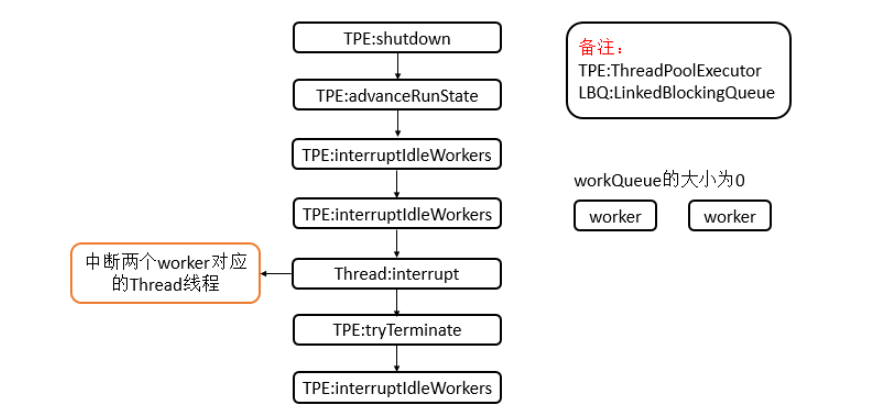 TPE:shutdown
TPE:advanceRunState
TPE:interruptIdleWorkers
TPE:interruptIdleWorkers
中断两个worker对应
的Thread线程
Thread:interrupt
TPE:tryTerminate
TPE:interruptIdleWorkers
备注：
TPE:ThreadPoolExecutor
LBQ:LinkedBlockingQueue
workQueue的大小为0
worker
worker